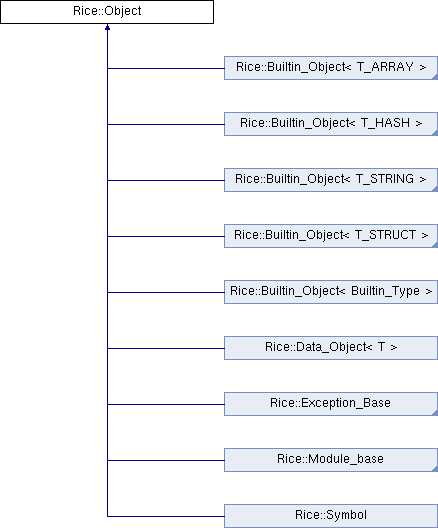 Rice::Object
Rice::Builtin_Object< T_ARRAY >
Rice::Builtin_Object< T_HASH >
Rice::Builtin_Object< T_STRING >
Rice::Builtin_Object< T_STRUCT >
Rice::Builtin_Object< Builtin_Type >
Rice::Data_Object< T >
Rice::Exception_Base
Rice::Module_base
Rice::Symbol